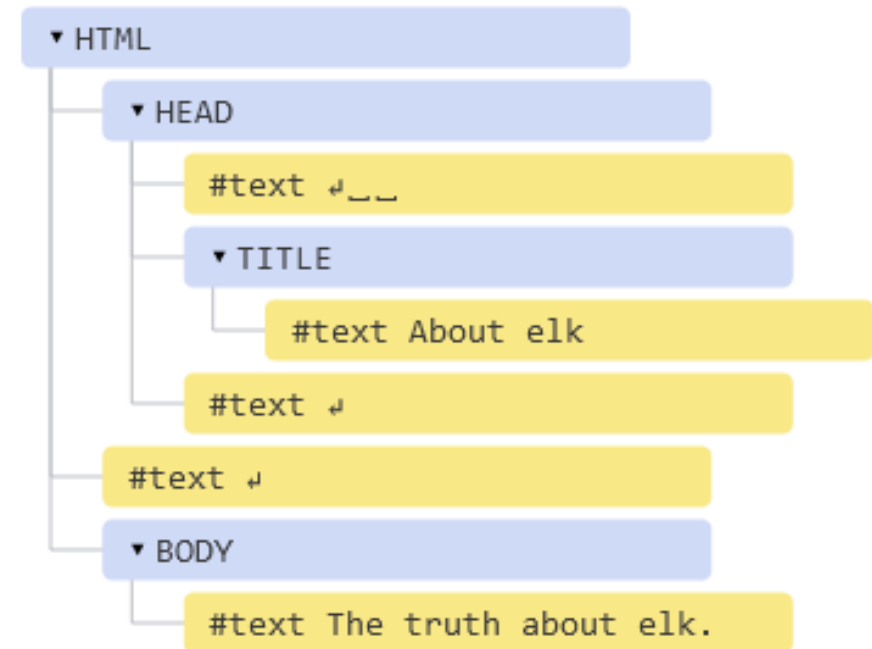 ▾ HTML
▾ HEAD
#text ↵␣␣
▾ TITLE
#text About elk
#text ↵
#text ↵
▾ BODY
#text The truth about elk.